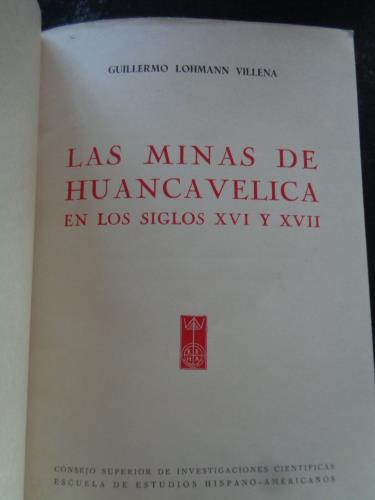 GUILLERMO LOHMANN VILLENA
LAS MINAS DE
HUANCAVELICA
EN LOS SIGLOS XVI Y XVII
CONSEJO SUPERIOR DE INVESTIGACIONES CIENTIFICAS
ESCUELA DE ESTUDIOS HISPANO-AMERICANOS